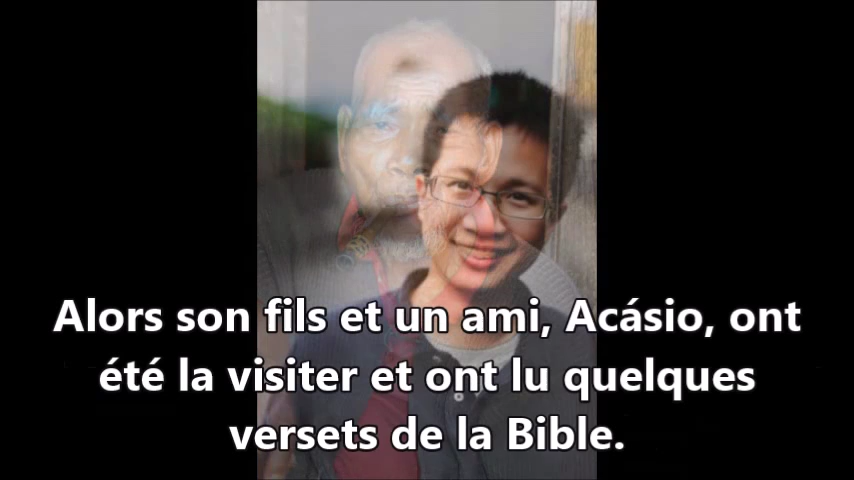 Alors son fils et un ami, Acásio, ont
été la visiter et ont lu quelques
versets de la Bible.